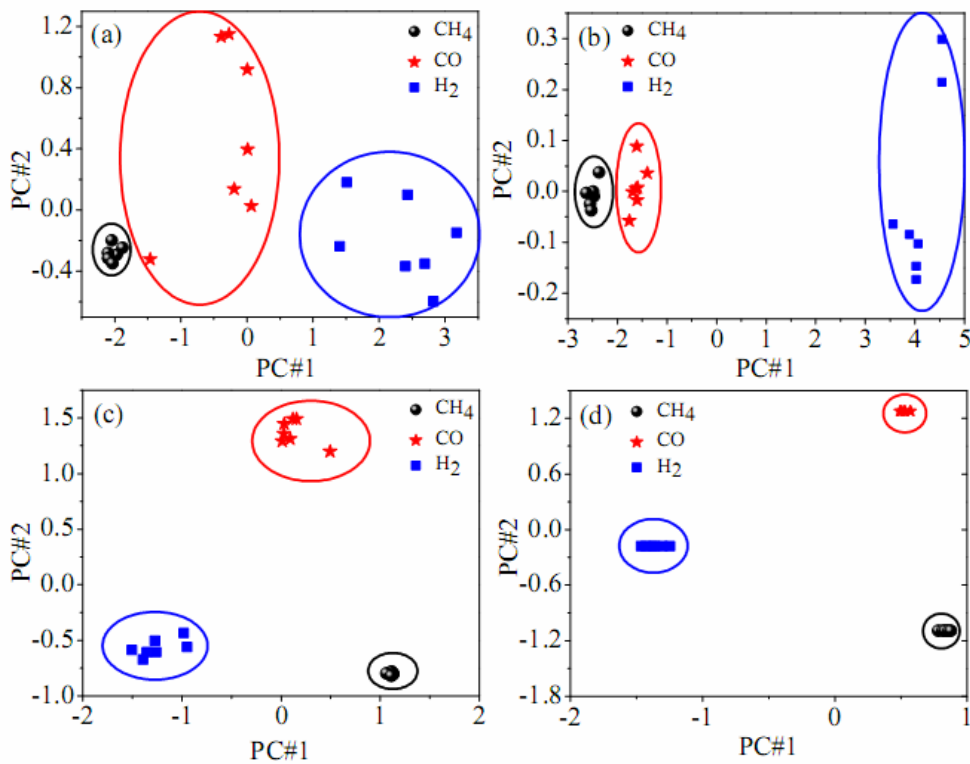 (a)
CH4
CO
H2
1.2
0.8
0.4
0.0
-0.4
PC#2
-2 -1 0 1 2 3
PC#1
(b)
CH4
CO
H2
0.3
0.2
0.1
0.0
-0.1
-0.2
PC#2
-3 -2 -1 0 1 2 3 4 5
PC#1
(c)
CH4
CO
H2
1.5
1.0
0.5
0.0
-0.5
-1.0
PC#2
-2 -1 0 1 2
PC#1
(d)
CH4
CO
H2
1.2
0.6
0.0
-0.6
-1.2
-1.8
PC#2
-2 -1 0 1
PC#1